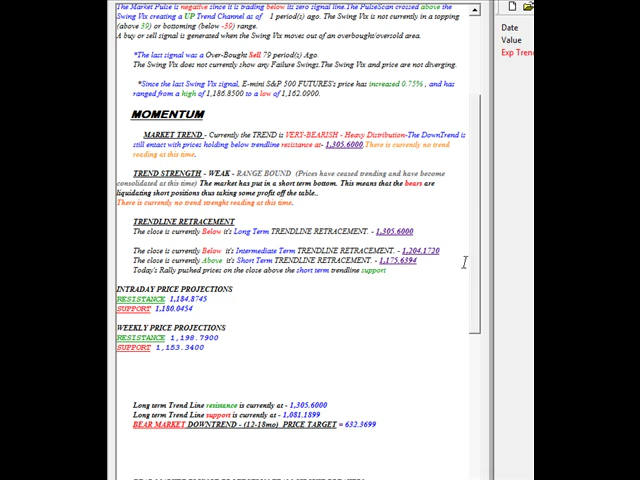 The Market Pulse is negative since it is trading below its zero signal line.The PulseScan crossed above the
Swing Vix creating a UP Trend Channel as of 1 period(s) ago. The Swing Vix is not currently in a topping
(above 39) or bottoming (below -39) range.
A buy or sell signal is generated when the Swing Vix moves out of an overbought/oversold area.
*The last signal was a Over-Bought Sell 79 period(s) Ago.
The Swing Vix does not currently show any Failure Swings.The Swing Vix and price are not diverging.
*Since the last Swing Vix signal, E-mini S&P 500 FUTURES's price has increased 0.75% , and has
ranged from a high of 1,186.8500 to a low of 1,162.0900.
MOMENTUM
MARKET TREND - Currently the TREND is VERY-BEARISH - Heavy Distribution-The DownTrend is
still entact with prices holding below trendline resistance at- 1,305.6000.There is currently no trend
reading at this time.
TREND STRENGTH - WEAK - RANGE BOUND (Prices have ceased trending and have become
consolidated at this time) The market has put in a short term bottom. This means that the bears are
liquidating short positions thus taking some profit off the table..
There is currently no trend strenght reading at this time.
TRENDLINE RETRACEMENT
The close is currently Below it's Long Term TRENDLINE RETRACEMENT. - 1,305.6000
The close is currently Below it's Intermediate Term TRENDLINE RETRACEMENT. - 1,204.1720
The close is currently Above it's Short Term TRENDLINE RETRACEMENT. - 1,175.6394
Today's Rally pushed prices on the close above the short term trendline support
INTRADAY PRICE PROJECTIONS
RESISTANCE 1,184.8745
SUPPORT 1,180.0454
WEEKLY PRICE PROJECTIONS
RESISTANCE 1,198.7900
SUPPORT 1,153.3400
Long term Trend Line resistance is currently at - 1,305.6000
Long term Trend Line support is currently at - 1,081.1899
BEAR MARKET DOWNTREND - (12-18mo) PRICE TARGET = 632.3699
Date
Value
Exp Tren